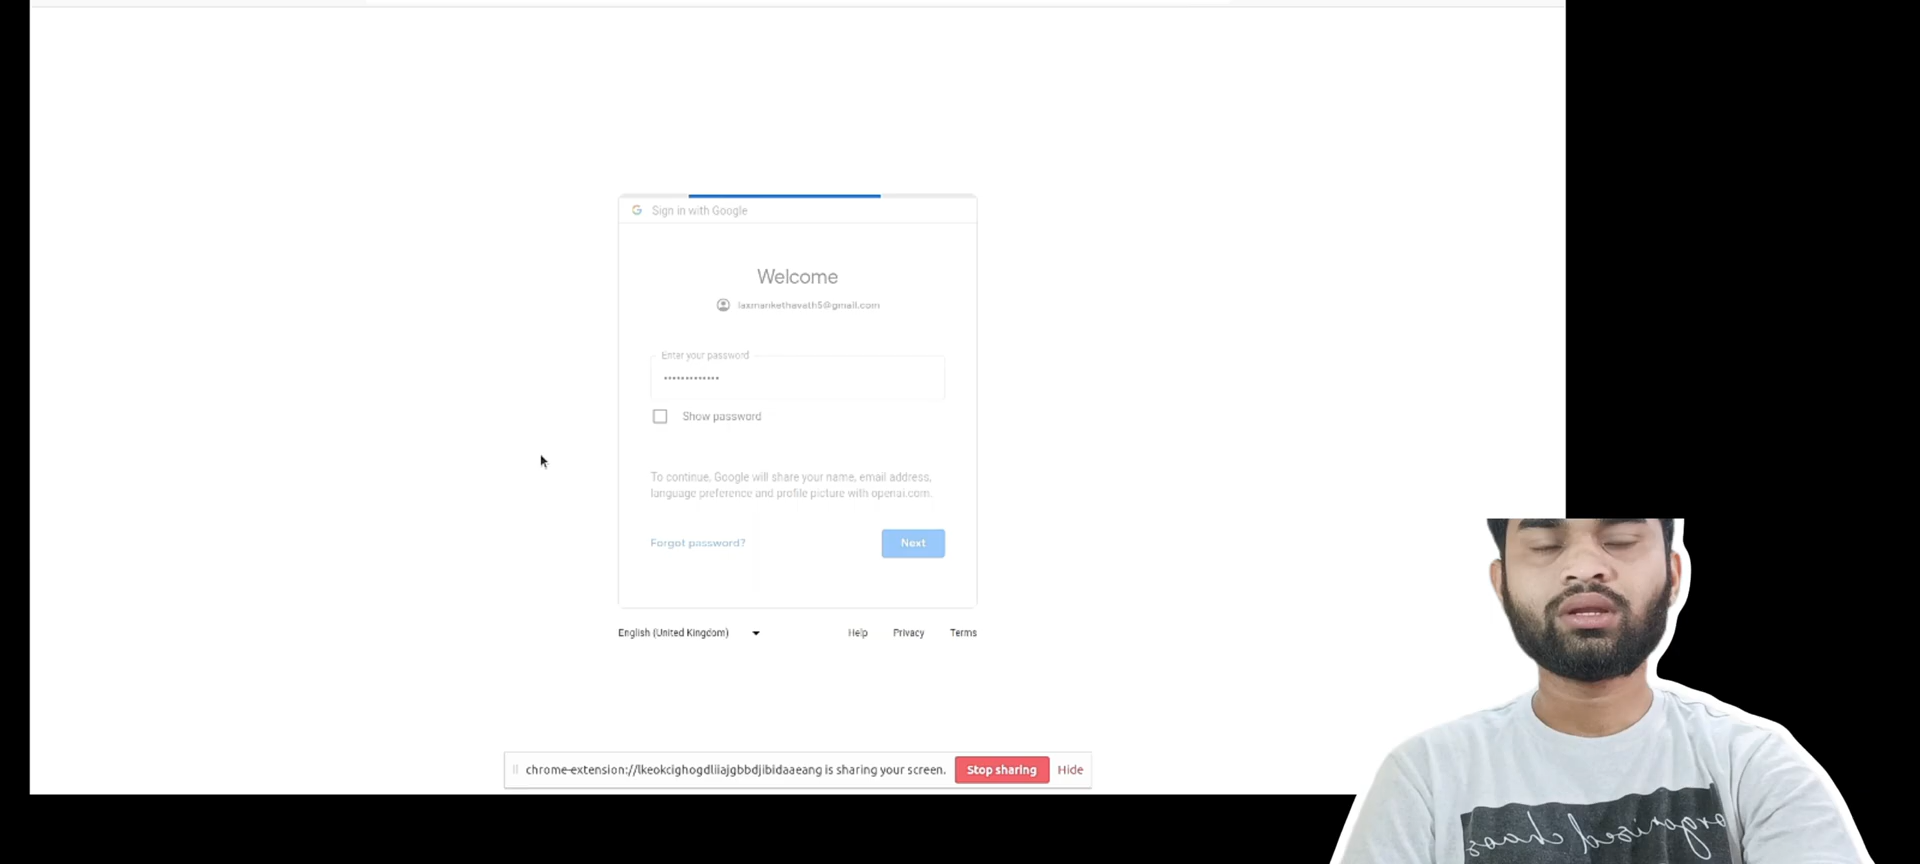 Sign in with Google
Welcome
laxmankethavath5@gmail.com
Enter your password
•••••••••••••
Show password
To continue, Google will share your name, email address,
language preference and profile picture with openai.com.
Forgot password?
Next
English (United Kingdom)
Help
Privacy
Terms
chrome-extension://lkeokcighogdliiajgbbdjibidaaeang is sharing your screen.
Stop sharing
Hide
organised chaos